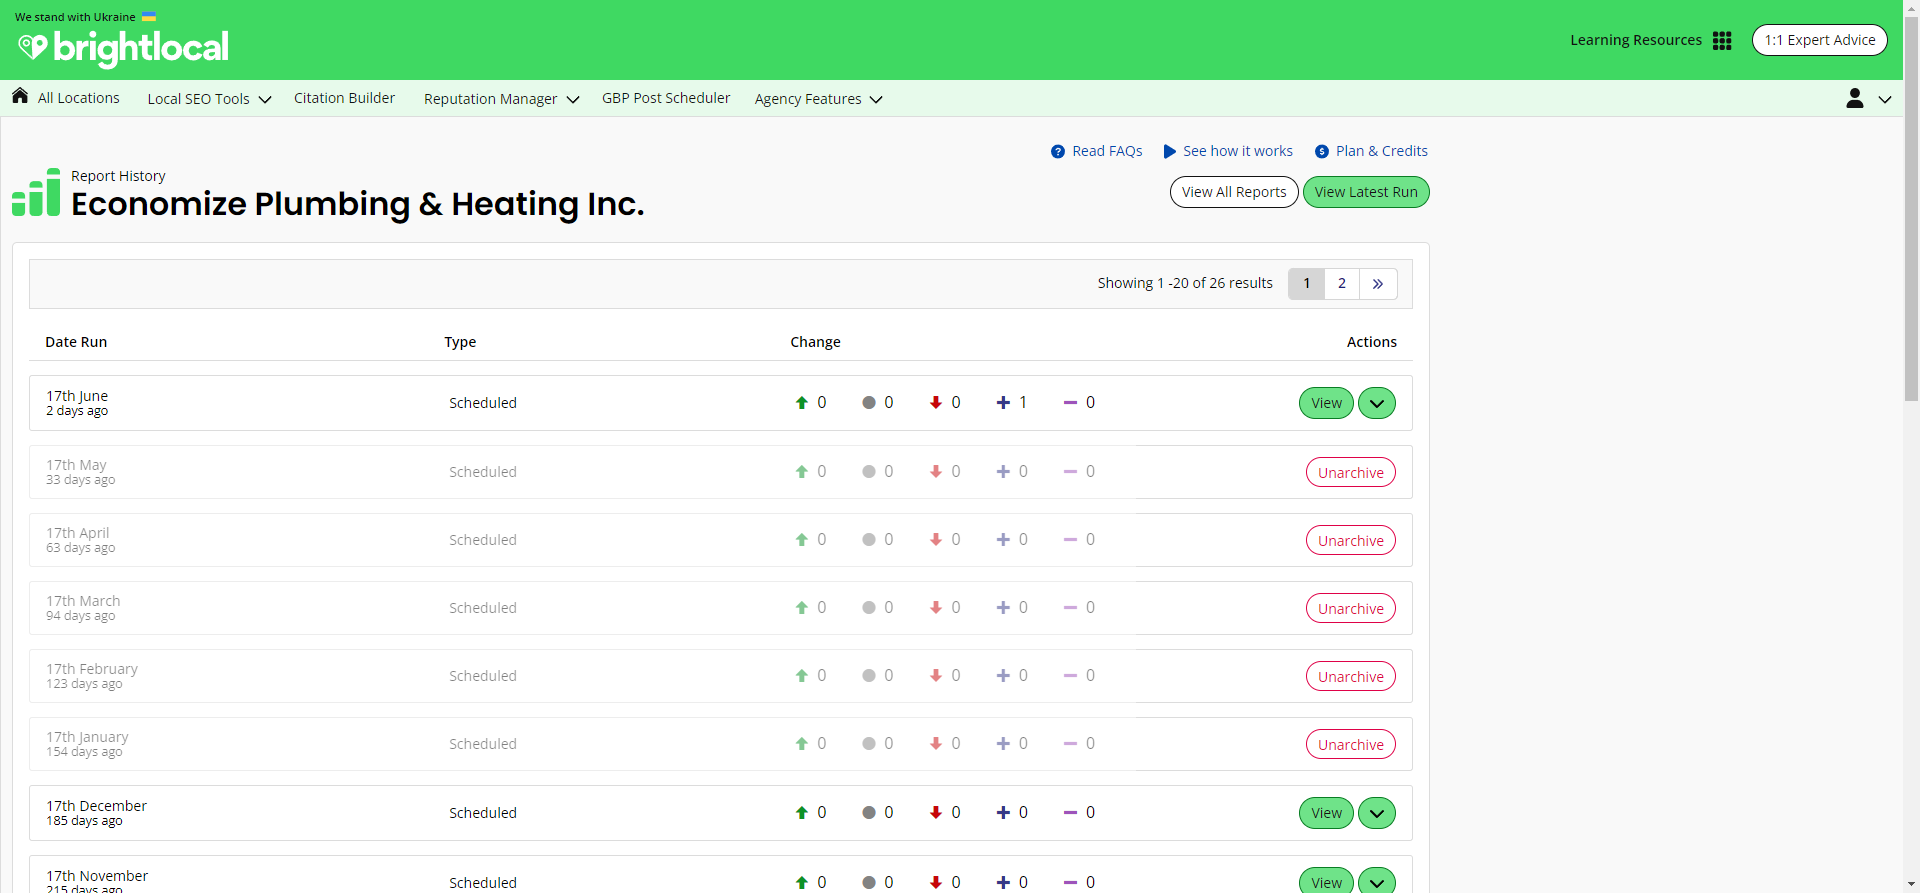 We stand with Ukraine
brightlocal
Learning Resources
1:1 Expert Advice
All Locations
Local SEO Tools
Citation Builder
Reputation Manager
GBP Post Scheduler
Agency Features
Read FAQs
See how it works
Plan & Credits
Report History
Economize Plumbing & Heating Inc.
View All Reports
View Latest Run
Showing 1 -20 of 26 results
1 2 »
Date Run Type Change Actions
17th June
2 days ago
Scheduled 0 0 0 1 0 View
17th May
33 days ago
Scheduled 0 0 0 0 0 Unarchive
17th April
63 days ago
Scheduled 0 0 0 0 0 Unarchive
17th March
94 days ago
Scheduled 0 0 0 0 0 Unarchive
17th February
123 days ago
Scheduled 0 0 0 0 0 Unarchive
17th January
154 days ago
Scheduled 0 0 0 0 0 Unarchive
17th December
185 days ago
Scheduled 0 0 0 0 0 View
17th November
215 days ago
Scheduled 0 0 0 0 0 View